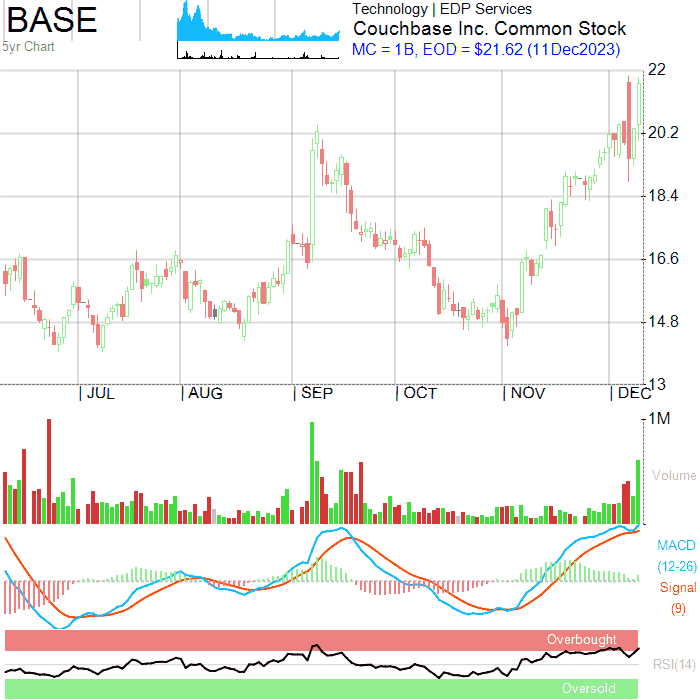 BASE
5yr Chart
Technology | EDP Services
Couchbase Inc. Common Stock
MC = 1B, EOD = $21.62 (11Dec2023)
22
20.2
18.4
16.6
14.8
13
| JUL | AUG | SEP | OCT | NOV | DEC
1M
Volume
MACD
(12-26)
Signal
(9)
Overbought
RSI(14)
Oversold